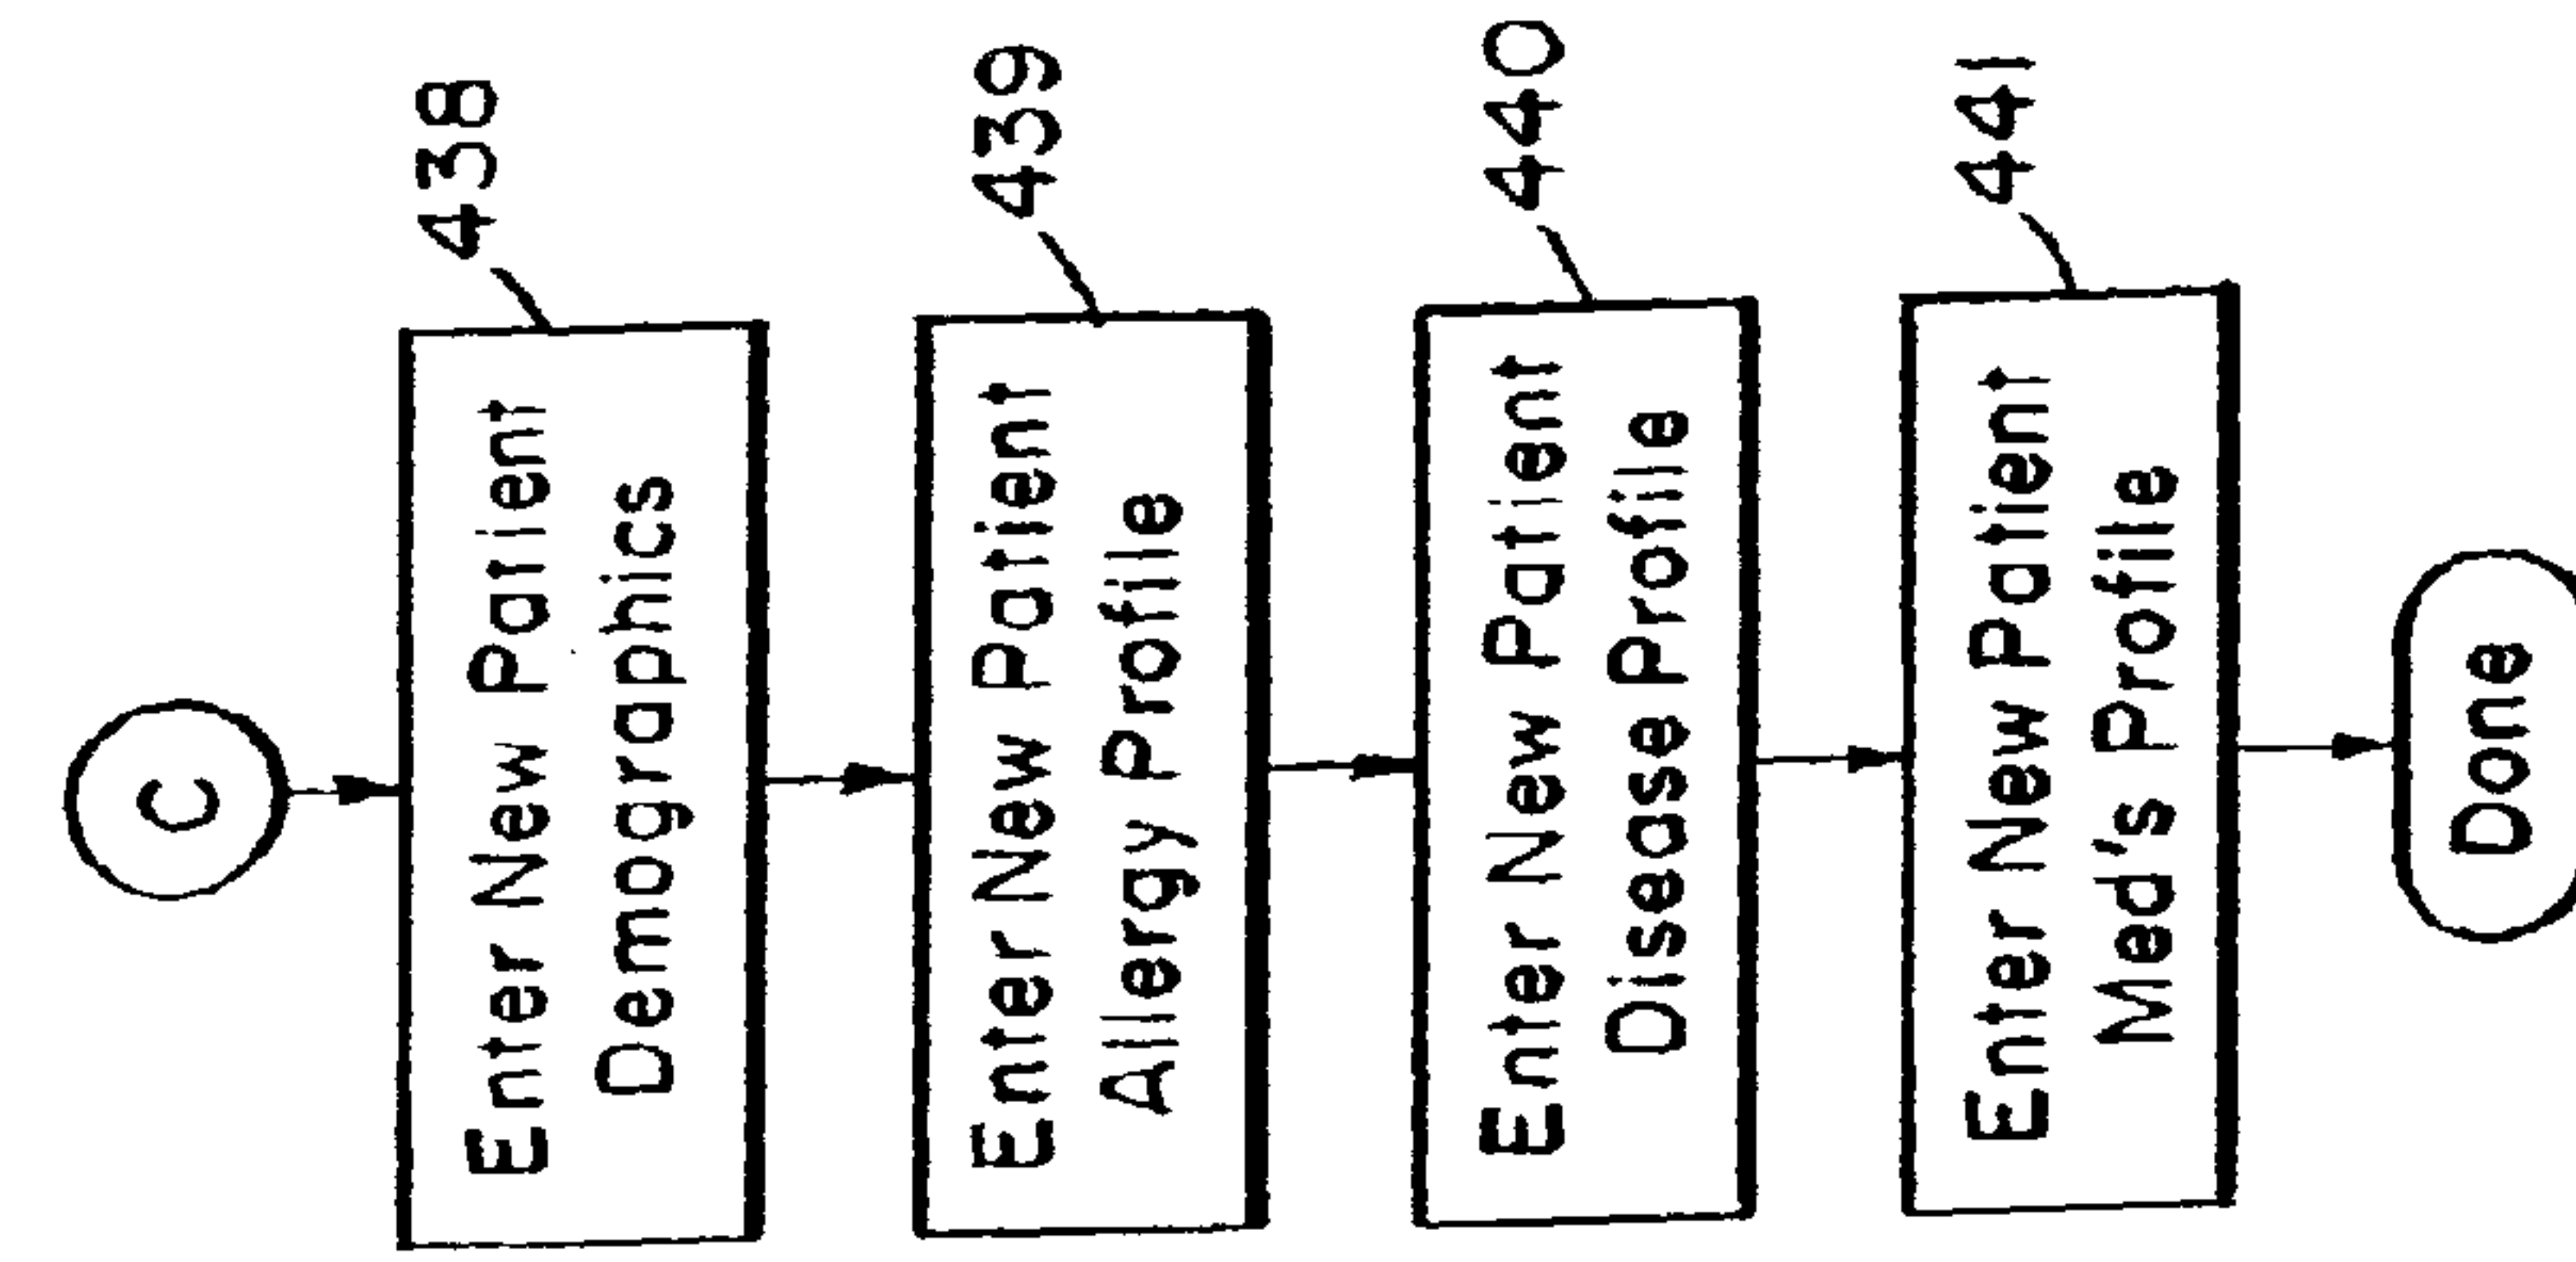 C
438
Enter New Patient
Demographics
439
Enter New Patient
Allergy Profile
440
Enter New Patient
Disease Profile
441
Enter New Patient
Med's Profile
Done